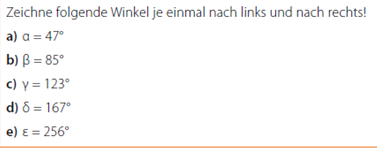 Zeichne folgende Winkel je einmal nach links und nach rechts!
a) α = 47°
b) β = 85°
c) γ = 123°
d) δ = 167°
e) ε = 256°